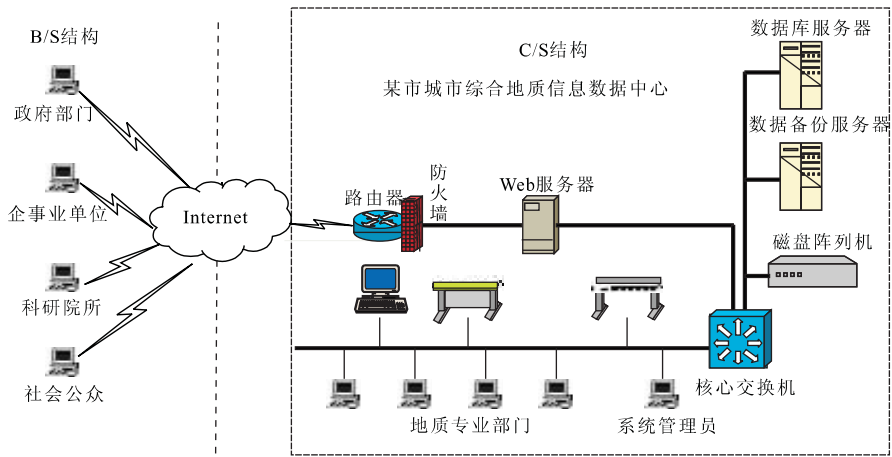 B/S结构
政府部门
企事业单位
科研院所
社会公众
Internet
C/S结构
某市城市综合地质信息数据中心
路由器
防火墙
Web服务器
数据库服务器
数据备份服务器
磁盘阵列机
核心交换机
地质专业部门
系统管理员